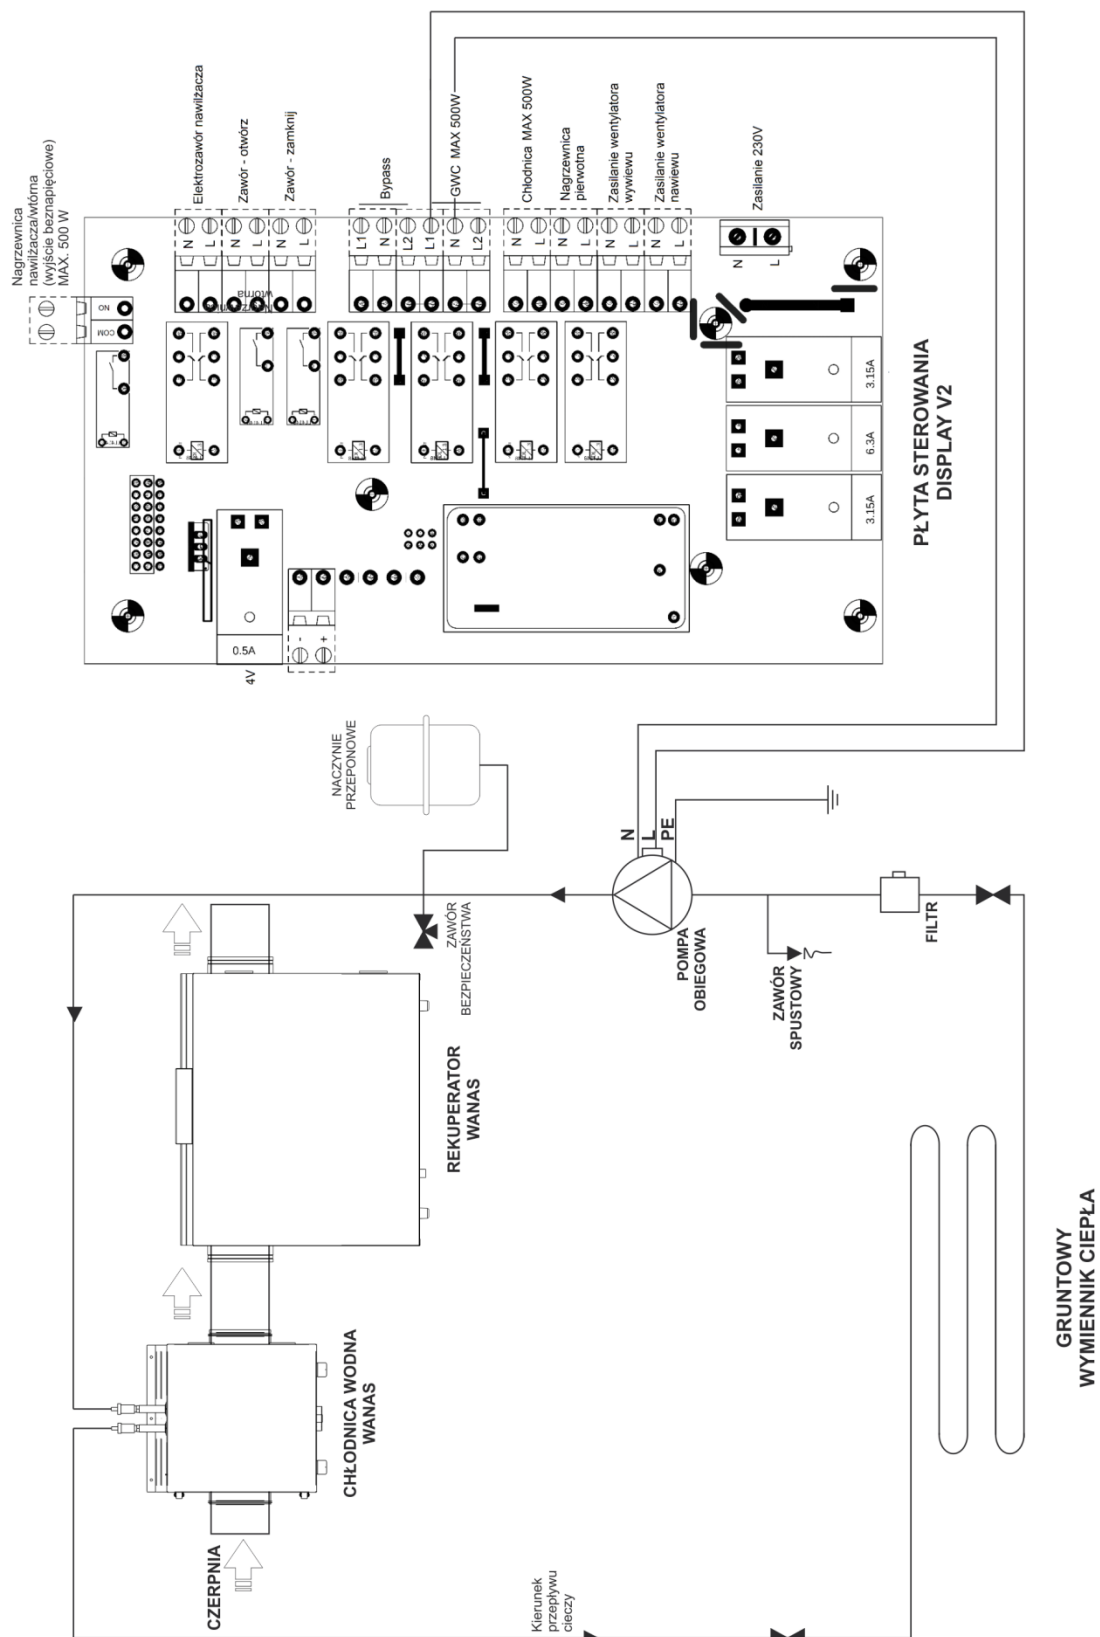 Nagrzewnica
nawilżacza/wtórna
(wyjście beznapięciowe)
MAX. 500 W
Elektrozawór nawilżacza
Zawór - otwórz
Zawór - zamknij
Bypass
GWC MAX 500W
Chłodnica MAX 500W
Nagrzewnica
pierwotna
Zasilanie wentylatora
wywiewu
Zasilanie wentylatora
nawiewu
Zasilanie 230V
NO
COM
N
L
N
L
N
L
L1
N
L2
L1
N
L2
N
L
N
L
N
L
N
L
N
L
wtórna
3.15A
6.3A
3.15A
0.5A
4V
-
+
PŁYTA STEROWANIA
DISPLAY V2
NACZYNIE
PRZEPONOWE
N
L
PE
ZAWÓR
BEZPIECZEŃSTWA
POMPA
OBIEGOWA
ZAWÓR
SPUSTOWY
FILTR
REKUPERATOR
WANAS
CHŁODNICA WODNA
WANAS
CZERPNIA
GRUNTOWY
WYMIENNIK CIEPŁA
Kierunek
przepływu
cieczy